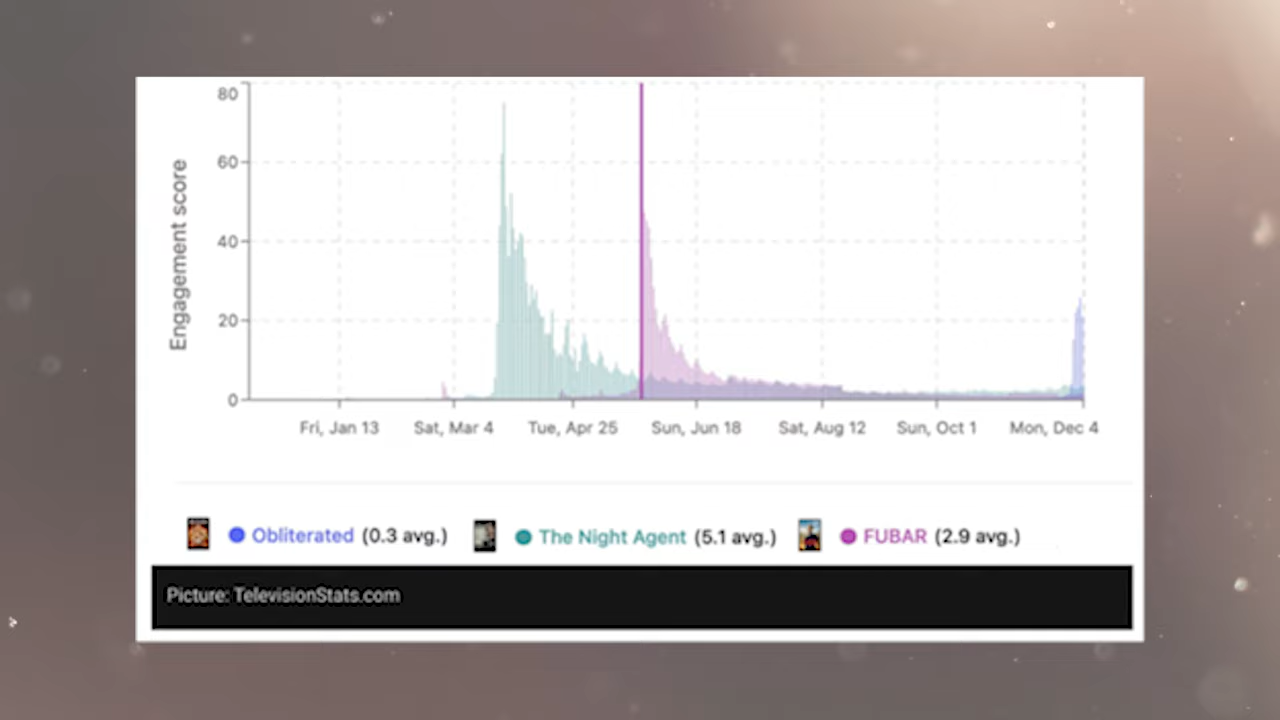 80
60
40
20
0
Engagement score
Fri, Jan 13 Sat, Mar 4 Tue, Apr 25 Sun, Jun 18 Sat, Aug 12 Sun, Oct 1 Mon, Dec 4
Obliterated (0.3 avg.) The Night Agent (5.1 avg.) FUBAR (2.9 avg.)
Picture: TelevisionStats.com